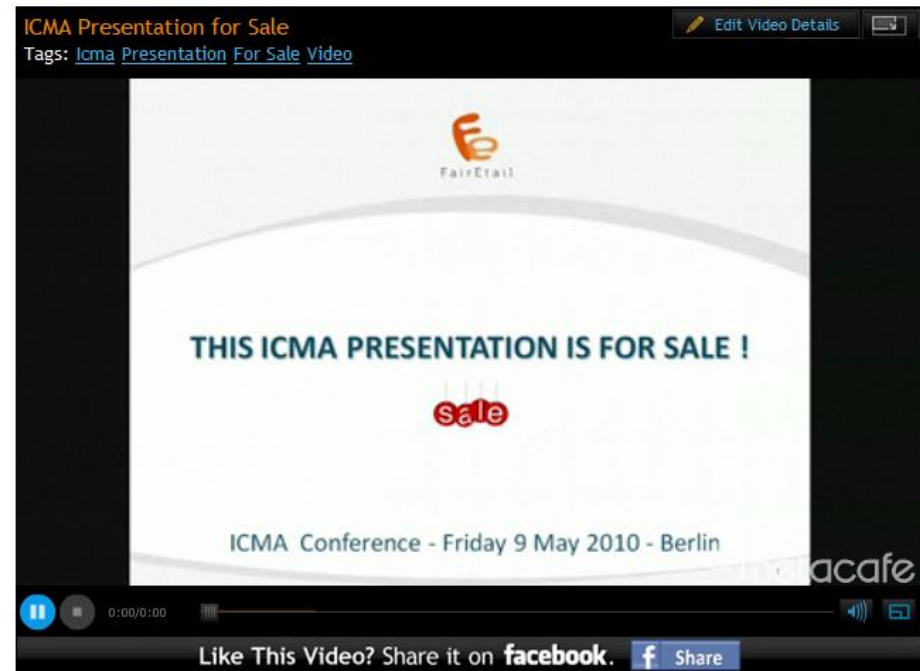 ICMA Presentation for Sale
Edit Video Details
Tags: Icma Presentation For Sale Video
Fe
FairEtail
THIS ICMA PRESENTATION IS FOR SALE !
sale
ICMA Conference - Friday 9 May 2010 - Berlin
metacafe
0:00/0:00
Like This Video? Share it on facebook. f Share